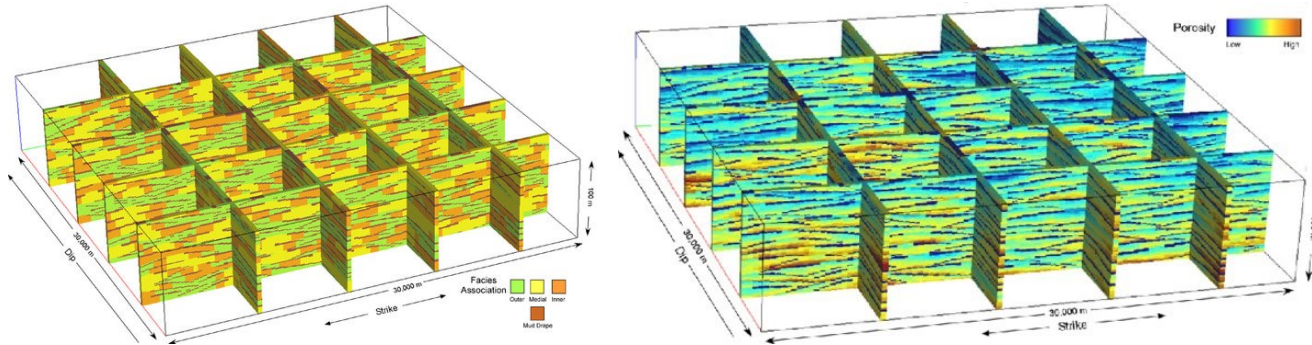 30,000 m
Dip
100 m
30,000 m
Strike
Facies
Association
Outer Medial Inner
Mud Drape
Porosity
Low High
30,000 m
Dip
30,000 m
Strike